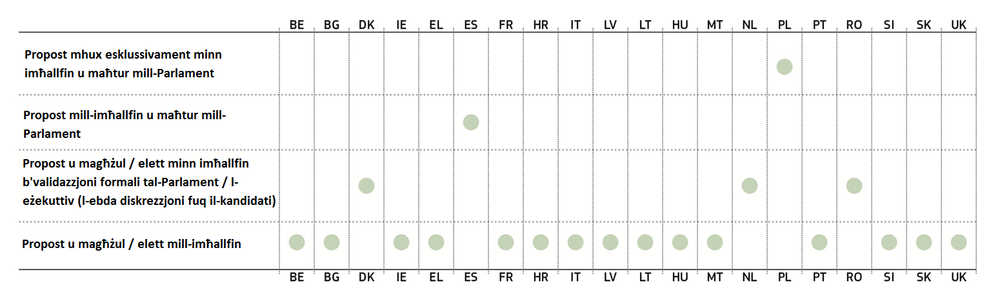 BE BG DK IE EL ES FR HR IT LV LT HU MT NL PL PT RO SI SK UK
Propost mhux esklussivament minn
imħallfin u maħtur mill-Parlament
Propost mill-imħallfin u maħtur mill-
Parlament
Propost u magħżul / elett minn imħallfin
b'validazzjoni formali tal-Parlament / l-
eżekuttiv (l-ebda diskrezzjoni fuq il-kandidati)
Propost u magħżul / elett mill-imħallfin
BE BG DK IE EL ES FR HR IT LV LT HU MT NL PL PT RO SI SK UK